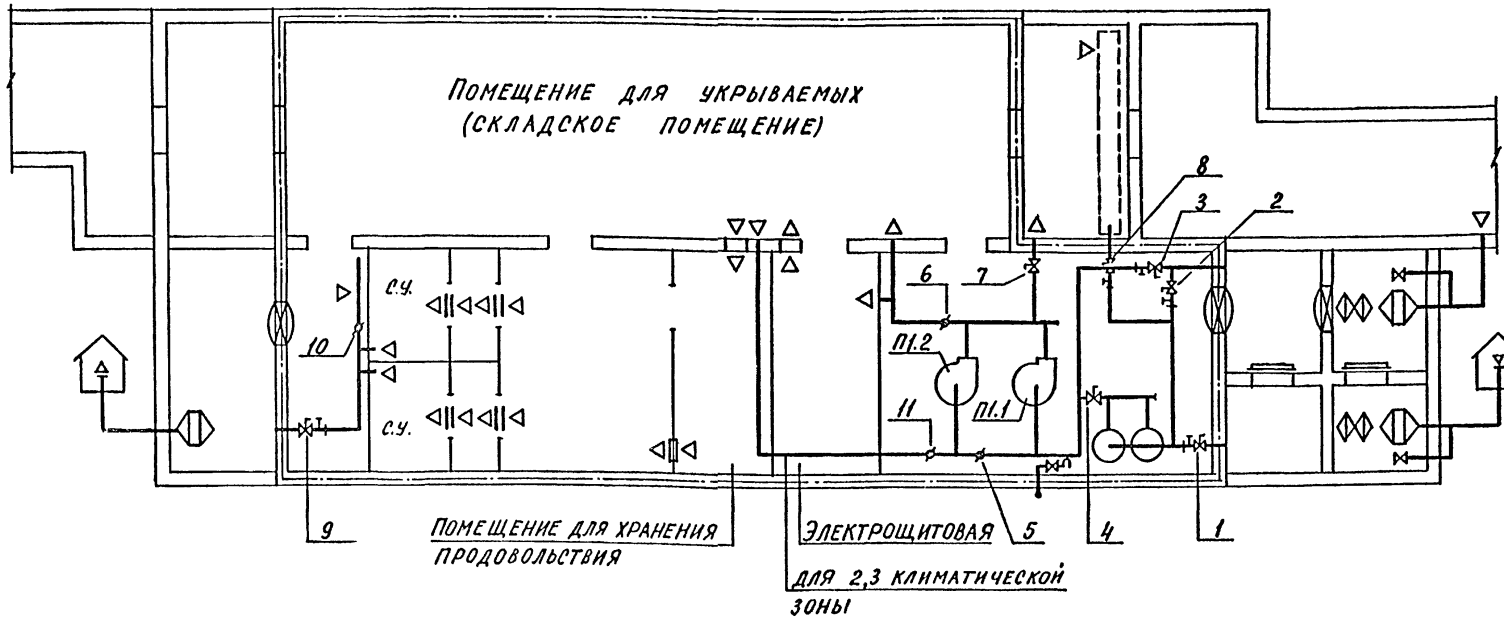 ПОМЕЩЕНИЕ ДЛЯ УКРЫВАЕМЫХ
(СКЛАДСКОЕ ПОМЕЩЕНИЕ)
8
3
2
С.У.
6
7
10
П1.2
П1.1
С.У.
11
9
ПОМЕЩЕНИЕ ДЛЯ ХРАНЕНИЯ
ПРОДОВОЛЬСТВИЯ
ЭЛЕКТРОЩИТОВАЯ
5
4
1
ДЛЯ 2,3 КЛИМАТИЧЕСКОЙ
ЗОНЫ